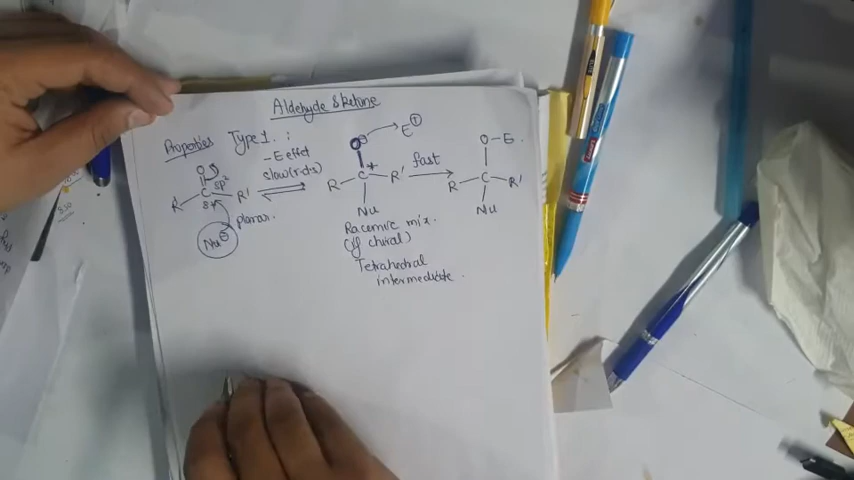 Aldehyde & Ketone
Properties Type 1. :
-E effect
slow (r.d.s)
fast
O
R C R'
sp²
δ+
planar.
Nu⊖
O⊖ E⊕
R - C* - R'
Nu
O - E
R C R'
Nu
Racemic mix.
(if chiral)
Tetrahedral
intermediate.